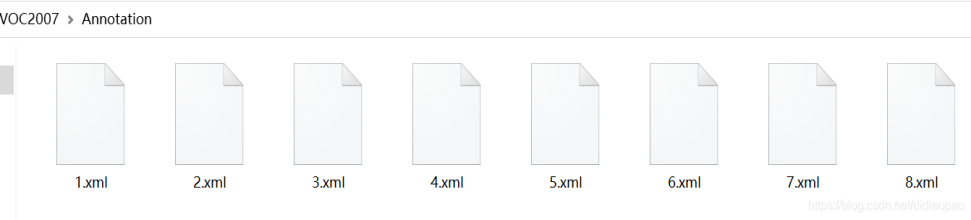 VOC2007 > Annotation
1.xml 2.xml 3.xml 4.xml 5.xml 6.xml 7.xml 8.xml
https://blog.csdn.net/didiaopao